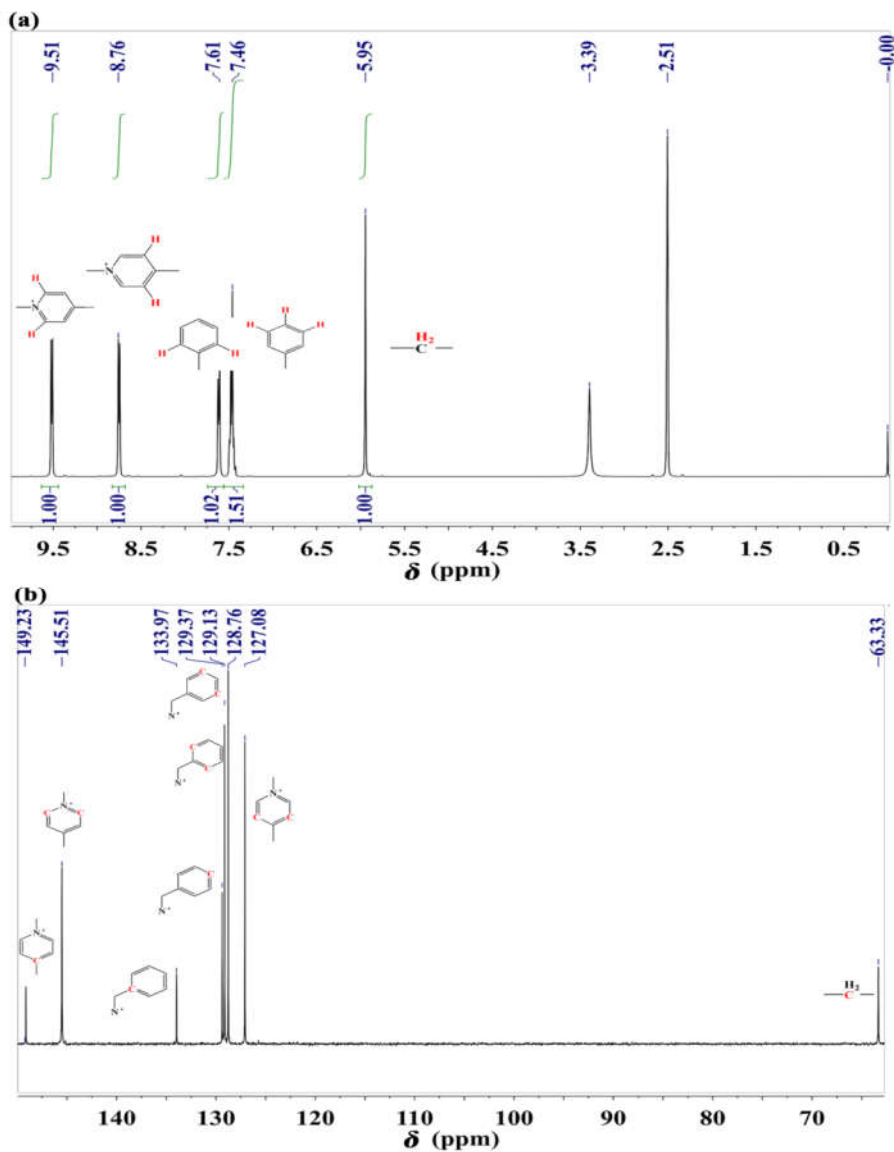 (a)
9.51
8.76
7.61
7.46
5.95
3.39
2.51
-0.00
H
H
N+
H
N+
H
H
H
H
H
H
H
H2
C
1.00
1.00
1.02
1.51
1.00
9.5 8.5 7.5 6.5 5.5 4.5 3.5 2.5 1.5 0.5
δ (ppm)
(b)
149.23
145.51
133.97
129.37
129.13
128.76
127.08
63.33
C
C
N+
C
C
N+
N+
C
C
N+
C
C
C
N+
N+
C
C
N+
H2
C
140 130 120 110 100 90 80 70
δ (ppm)